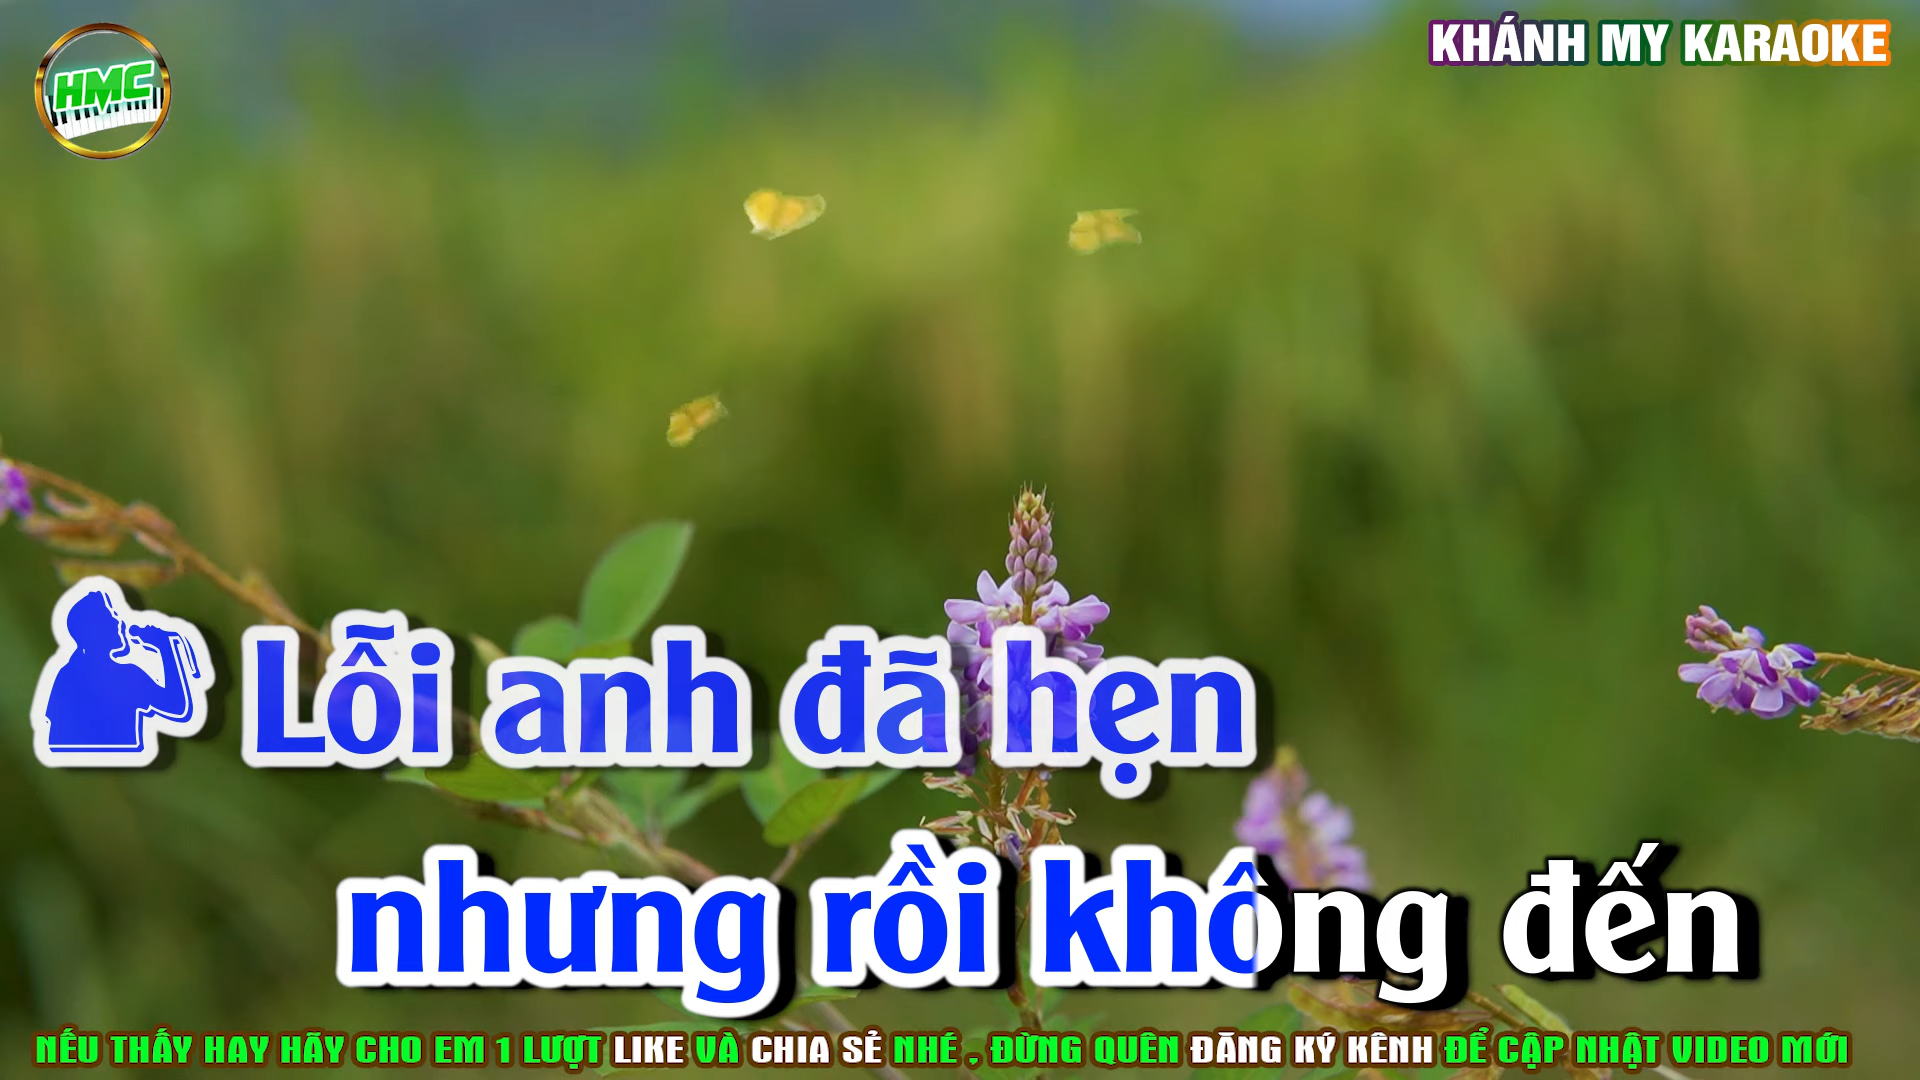 HMC
KHÁNH MY KARAOKE
Lỗi anh đã hẹn
nhưng rồi không đến
NẾU THẤY HAY HÃY CHO EM 1 LƯỢT LIKE VÀ CHIA SẺ NHÉ , ĐỪNG QUÊN ĐĂNG KÝ KÊNH ĐỂ CẬP NHẬT VIDEO MỚI